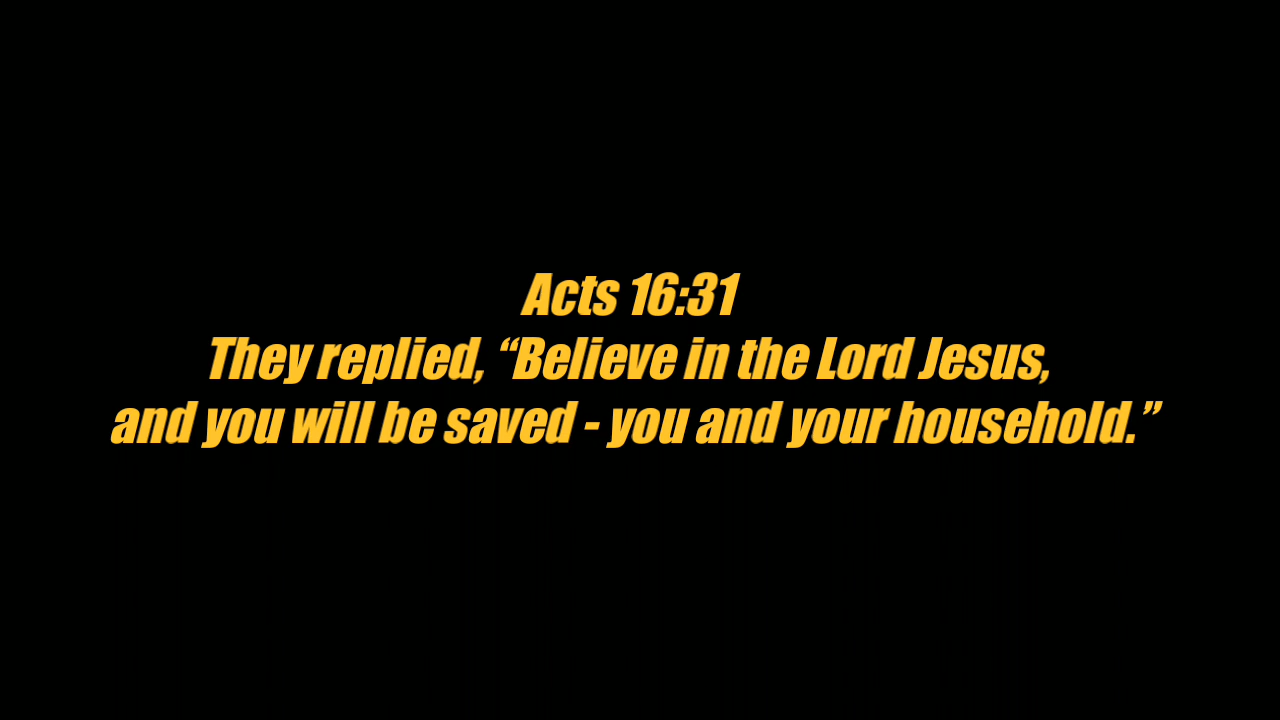 Acts 16:31
They replied, “Believe in the Lord Jesus,
and you will be saved - you and your household.”